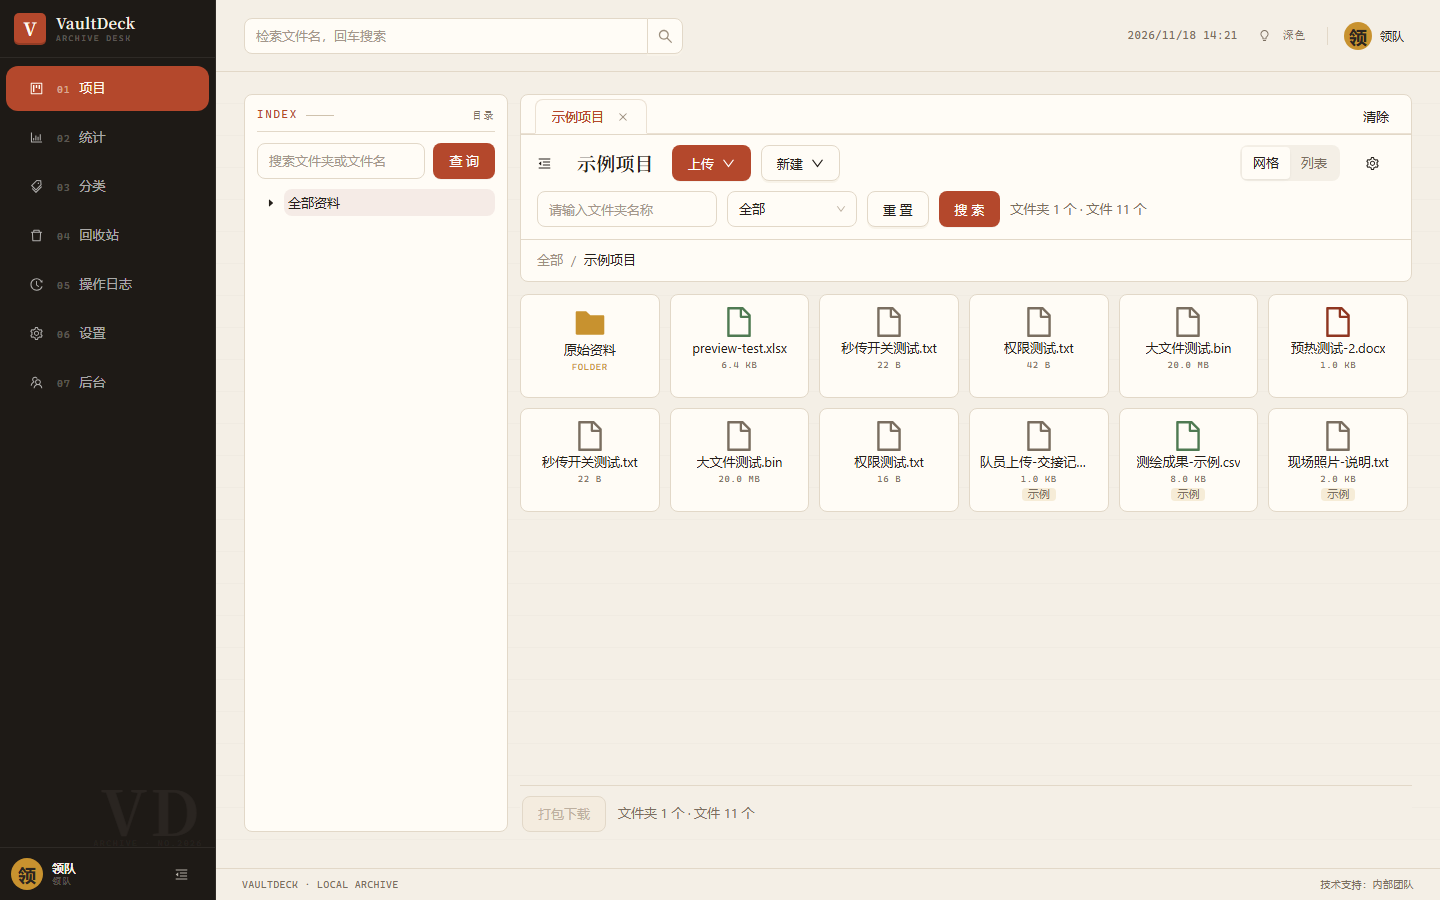 V
VaultDeck
ARCHIVE DESK
01 项目
02 统计
03 分类
04 回收站
05 操作日志
06 设置
07 后台
VD
领
领队
领队
检索文件名，回车搜索
2026/11/18 14:21
深色
领
领队
INDEX
目录
搜索文件夹或文件名
查询
全部资料
示例项目
清除
示例项目
上传
新建
网格
列表
请输入文件夹名称
全部
重置
搜索
文件夹 1 个 · 文件 11 个
全部 / 示例项目
原始资料
FOLDER
preview-test.xlsx
6.4 KB
秒传开关测试.txt
22 B
权限测试.txt
42 B
大文件测试.bin
20.0 MB
预热测试-2.docx
1.0 KB
秒传开关测试.txt
22 B
大文件测试.bin
20.0 MB
权限测试.txt
16 B
队员上传-交接记...
1.0 KB
示例
测绘成果-示例.csv
8.0 KB
示例
现场照片-说明.txt
2.0 KB
示例
打包下载
文件夹 1 个 · 文件 11 个
VAULTDECK · LOCAL ARCHIVE
技术支持：内部团队